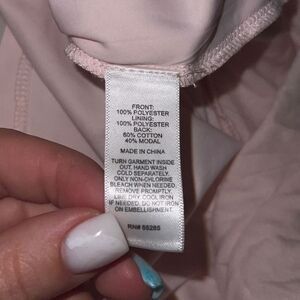 FRONT:
100% POLYESTER
LINING:
100% POLYESTER
BACK:
60% COTTON
40% MODAL
MADE IN CHINA
TURN GARMENT INSIDE
OUT. HAND WASH
COLD SEPARATELY.
ONLY NON-CHLORINE
BLEACH WHEN NEEDED.
REMOVE PROMPTLY.
LINE DRY. COOL IRON
IF NEEDED. DO NOT IRON
ON EMBELLISHMENT.
RN# 55285